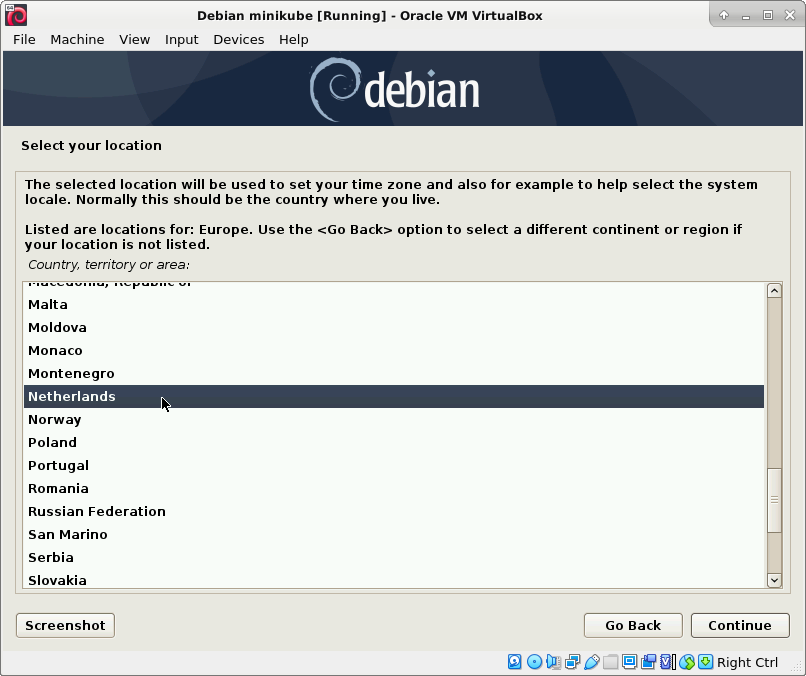 Debian minikube [Running] - Oracle VM VirtualBox
File Machine View Input Devices Help
debian
Select your location
The selected location will be used to set your time zone and also for example to help select the system
locale. Normally this should be the country where you live.
Listed are locations for: Europe. Use the <Go Back> option to select a different continent or region if
your location is not listed.
Country, territory or area:
Macedonia, Republic of
Malta
Moldova
Monaco
Montenegro
Netherlands
Norway
Poland
Portugal
Romania
Russian Federation
San Marino
Serbia
Slovakia
Screenshot Go Back Continue
Right Ctrl